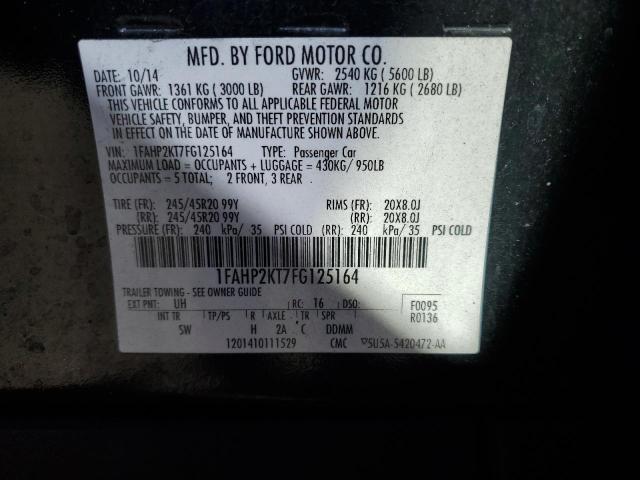 MFD. BY FORD MOTOR CO.
DATE: 10/14 GVWR: 2540 KG ( 5600 LB)
FRONT GAWR: 1361 KG ( 3000 LB) REAR GAWR: 1216 KG ( 2680 LB)
THIS VEHICLE CONFORMS TO ALL APPLICABLE FEDERAL MOTOR
VEHICLE SAFETY, BUMPER, AND THEFT PREVENTION STANDARDS
IN EFFECT ON THE DATE OF MANUFACTURE SHOWN ABOVE.
VIN: 1FAHP2KT7FG125164 TYPE: Passenger Car
MAXIMUM LOAD = OCCUPANTS + LUGGAGE = 430KG/ 950LB
OCCUPANTS = 5 TOTAL; 2 FRONT, 3 REAR
TIRE (FR): 245/45R20 99Y RIMS (FR): 20X8.0J
(RR): 245/45R20 99Y (RR): 20X8.0J
PRESSURE (FR): 240 kPa/ 35 PSI COLD (RR): 240 kPa/ 35 PSI COLD
1FAHP2KT7FG125164
TRAILER TOWING - SEE OWNER GUIDE
EXT PNT: UH RC: 16 DSO: F0095
INT TR TP/PS R AXLE TR SPR R0136
SW H 2A C DDMM
1201410111529 CMC ▽5U5A-5420472-AA